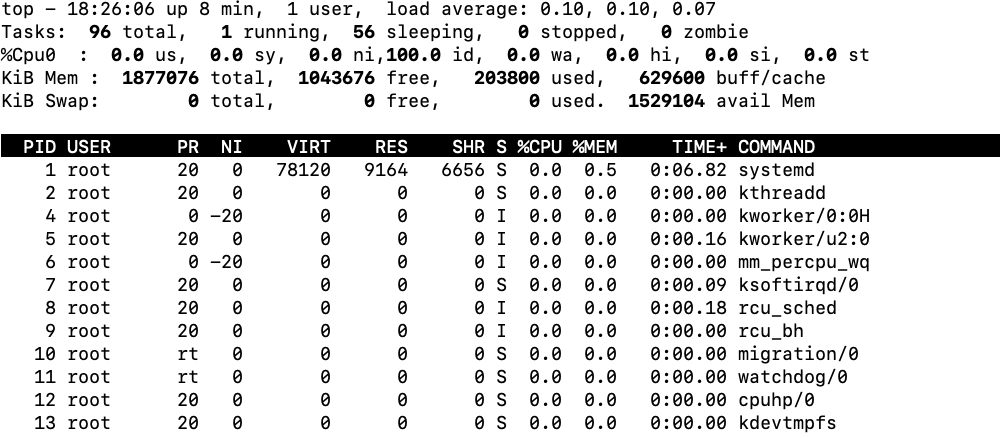 top – 18:26:06 up 8 min,  1 user,  load average: 0.10, 0.10, 0.07
Tasks:  96 total,   1 running,  56 sleeping,   0 stopped,   0 zombie
%Cpu0  :  0.0 us,  0.0 sy,  0.0 ni,100.0 id,  0.0 wa,  0.0 hi,  0.0 si,  0.0 st
KiB Mem :  1877076 total,  1043676 free,   203800 used,   629600 buff/cache
KiB Swap:        0 total,        0 free,        0 used.  1529104 avail Mem

  PID USER      PR  NI    VIRT    RES    SHR S %CPU %MEM     TIME+ COMMAND
    1 root      20   0   78120   9164   6656 S  0.0  0.5   0:06.82 systemd
    2 root      20   0       0      0      0 S  0.0  0.0   0:00.00 kthreadd
    4 root       0 –20       0      0      0 I  0.0  0.0   0:00.00 kworker/0:0H
    5 root      20   0       0      0      0 I  0.0  0.0   0:00.16 kworker/u2:0
    6 root       0 –20       0      0      0 I  0.0  0.0   0:00.00 mm_percpu_wq
    7 root      20   0       0      0      0 S  0.0  0.0   0:00.09 ksoftirqd/0
    8 root      20   0       0      0      0 I  0.0  0.0   0:00.18 rcu_sched
    9 root      20   0       0      0      0 I  0.0  0.0   0:00.00 rcu_bh
   10 root      rt   0       0      0      0 S  0.0  0.0   0:00.00 migration/0
   11 root      rt   0       0      0      0 S  0.0  0.0   0:00.00 watchdog/0
   12 root      20   0       0      0      0 S  0.0  0.0   0:00.00 cpuhp/0
   13 root      20   0       0      0      0 S  0.0  0.0   0:00.00 kdevtmpfs